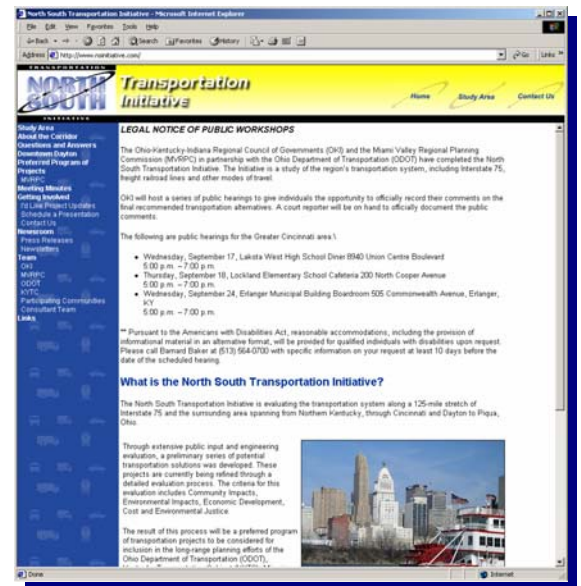 North South Transportation Initiative - Microsoft Internet Explorer
File Edit View Favorites Tools Help
Back Search Favorites History
Address http://www.nsinitiative.com/ Go Links
TRANSPORTATION
NORTH
SOUTH
INITIATIVE
Transportation
Initiative
Home Study Area Contact Us
Study Area
About the Corridor
Questions and Answers
Downtown Dayton
Preferred Program of
Projects
MVRPC
Meeting Minutes
Getting Involved
I'd Like Project Updates
Schedule a Presentation
Contact Us
Newsroom
Press Releases
Newsletters
Team
OKI
MVRPC
ODOT
KYTC
Participating Communities
Consultant Team
Links
LEGAL NOTICE OF PUBLIC WORKSHOPS
The Ohio-Kentucky-Indiana Regional Council of Governments (OKI) and the Miami Valley Regional Planning
Commission (MVRPC) in partnership with the Ohio Department of Transportation (ODOT) have completed the North
South Transportation Initiative. The Initiative is a study of the region's transportation system, including Interstate 75,
freight railroad lines and other modes of travel.
OKI will host a series of public hearings to give individuals the opportunity to officially record their comments on the
final recommended transportation alternatives. A court reporter will be on hand to officially document the public
comments.
The following are public hearings for the Greater Cincinnati area:\
• Wednesday, September 17, Lakota West High School Diner 8940 Union Centre Boulevard
5:00 p.m. – 7:00 p.m.
• Thursday, September 18, Lockland Elementary School Cafeteria 200 North Cooper Avenue
5:00 p.m. – 7:00 p.m.
• Wednesday, September 24, Erlanger Municipal Building Boardroom 505 Commonwealth Avenue, Erlanger,
KY
5:00 p.m. – 7:00 p.m.
** Pursuant to the Americans with Disabilities Act, reasonable accommodations, including the provision of
informational material in an alternative format, will be provided for qualified individuals with disabilities upon request.
Please call Barnard Baker at (513) 564-0700 with specific information on your request at least 10 days before the
date of the scheduled hearing.
What is the North South Transportation Initiative?
The North South Transportation Initiative is evaluating the transportation system along a 125-mile stretch of
Interstate 75 and the surrounding area spanning from Northern Kentucky, through Cincinnati and Dayton to Piqua,
Ohio.
Through extensive public input and engineering
evaluation, a preliminary series of potential
transportation solutions was developed. These
projects are currently being refined through a
detailed evaluation process. The criteria for this
evaluation includes Community Impacts,
Environmental Impacts, Economic Development,
Cost and Environmental Justice.
The result of this process will be a preferred program
of transportation projects to be considered for
inclusion in the long-range planning efforts of the
Ohio Department of Transportation (ODOT),
Done Internet